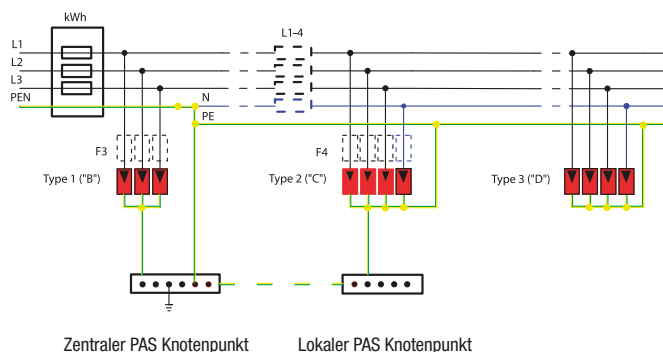 kWh
L1
L1-4
L2
L3
PEN
N
PE
F3
F4
Type 1 ("B")
Type 2 ("C")
Type 3 ("D")
Zentraler PAS Knotenpunkt
Lokaler PAS Knotenpunkt